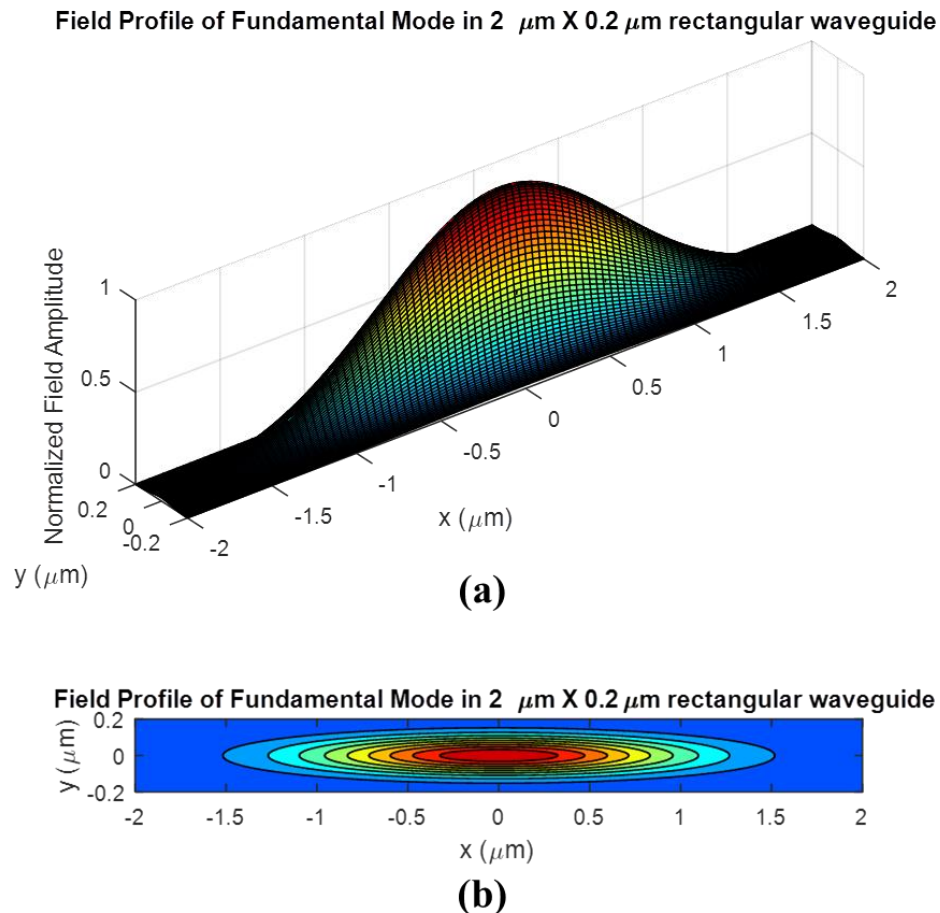 Field Profile of Fundamental Mode in 2 μm X 0.2 μm rectangular waveguide
Normalized Field Amplitude
1
0.5
0
0.2
0
-0.2
y (μm)
-2
-1.5
-1
-0.5
0
0.5
1
1.5
2
x (μm)
(a)
Field Profile of Fundamental Mode in 2 μm X 0.2 μm rectangular waveguide
y (μm)
0.2
0
-0.2
-2 -1.5 -1 -0.5 0 0.5 1 1.5 2
x (μm)
(b)